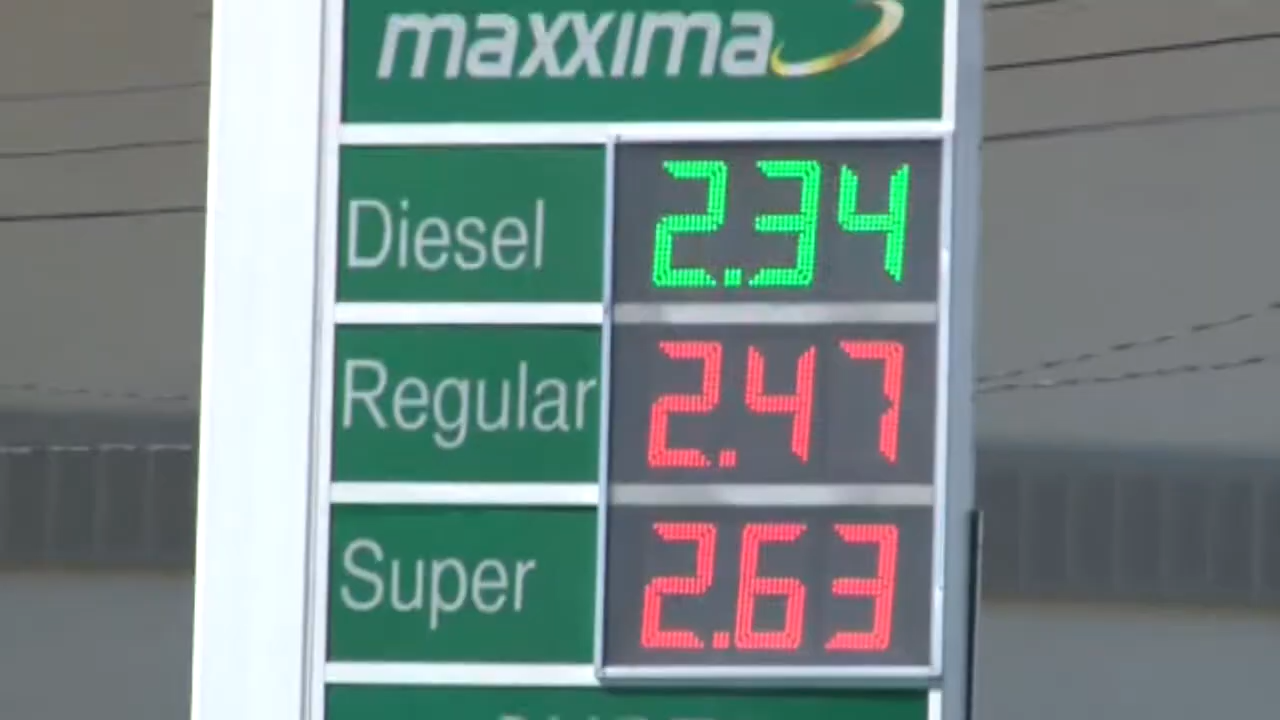 maxxima
Diesel 2.34
Regular 2.47
Super 2.63